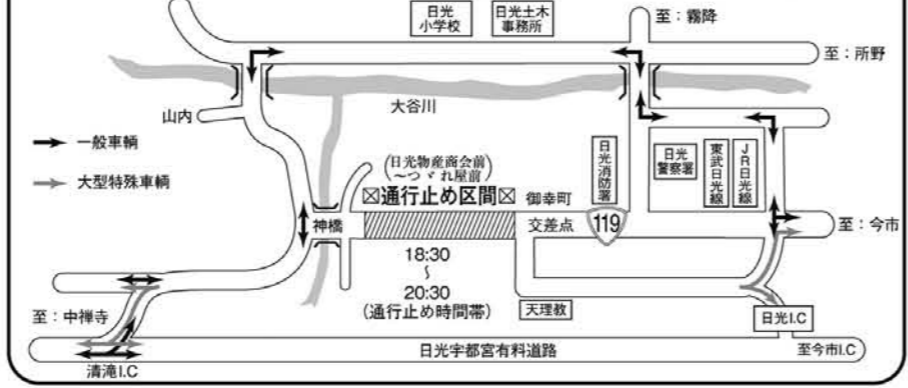 日光
小学校
日光土木
事務所
至：霧降
至：所野
大谷川
山内
一般車輌
大型特殊車輌
日光物産商会前
～つゞれ屋前
通行止め区間
御幸町
交差点
日光消防署
日光
警察署
東武日光線
JR日光線
119
至：今市
神橋
18:30
～
20:30
(通行止め時間帯)
天理教
日光I.C
至：中禅寺
日光宇都宮有料道路
至今市I.C
清滝I.C